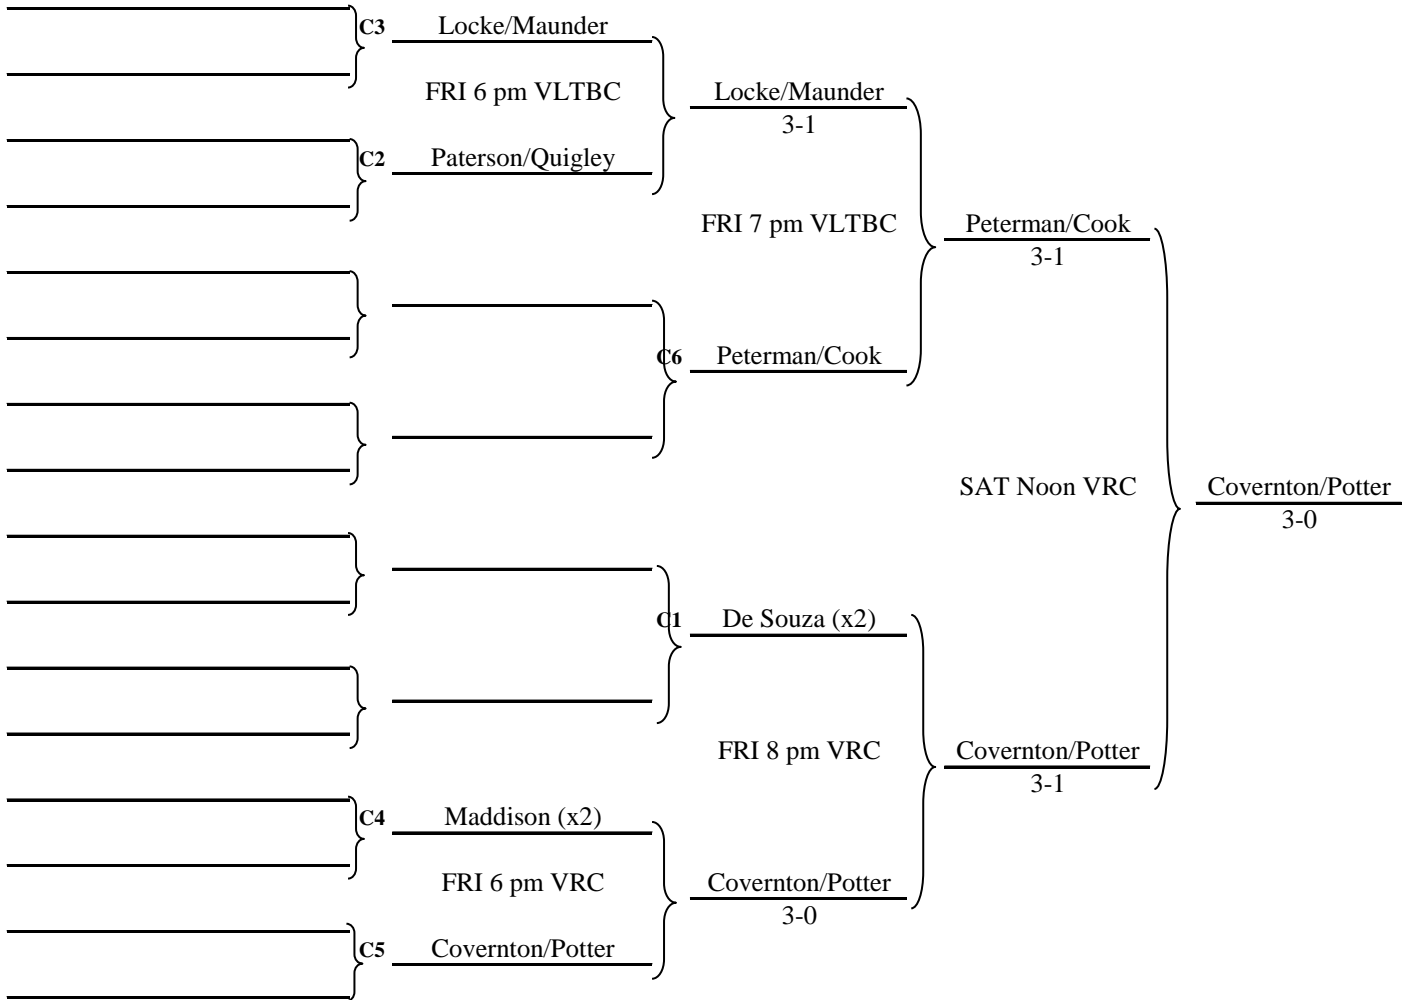 C3 Locke/Maunder
FRI 6 pm VLTBC
Locke/Maunder
3-1
C2 Paterson/Quigley
FRI 7 pm VLTBC
Peterman/Cook
3-1
C6 Peterman/Cook
SAT Noon VRC
Covernton/Potter
3-0
C1 De Souza (x2)
FRI 8 pm VRC
Covernton/Potter
3-1
C4 Maddison (x2)
FRI 6 pm VRC
Covernton/Potter
3-0
C5 Covernton/Potter